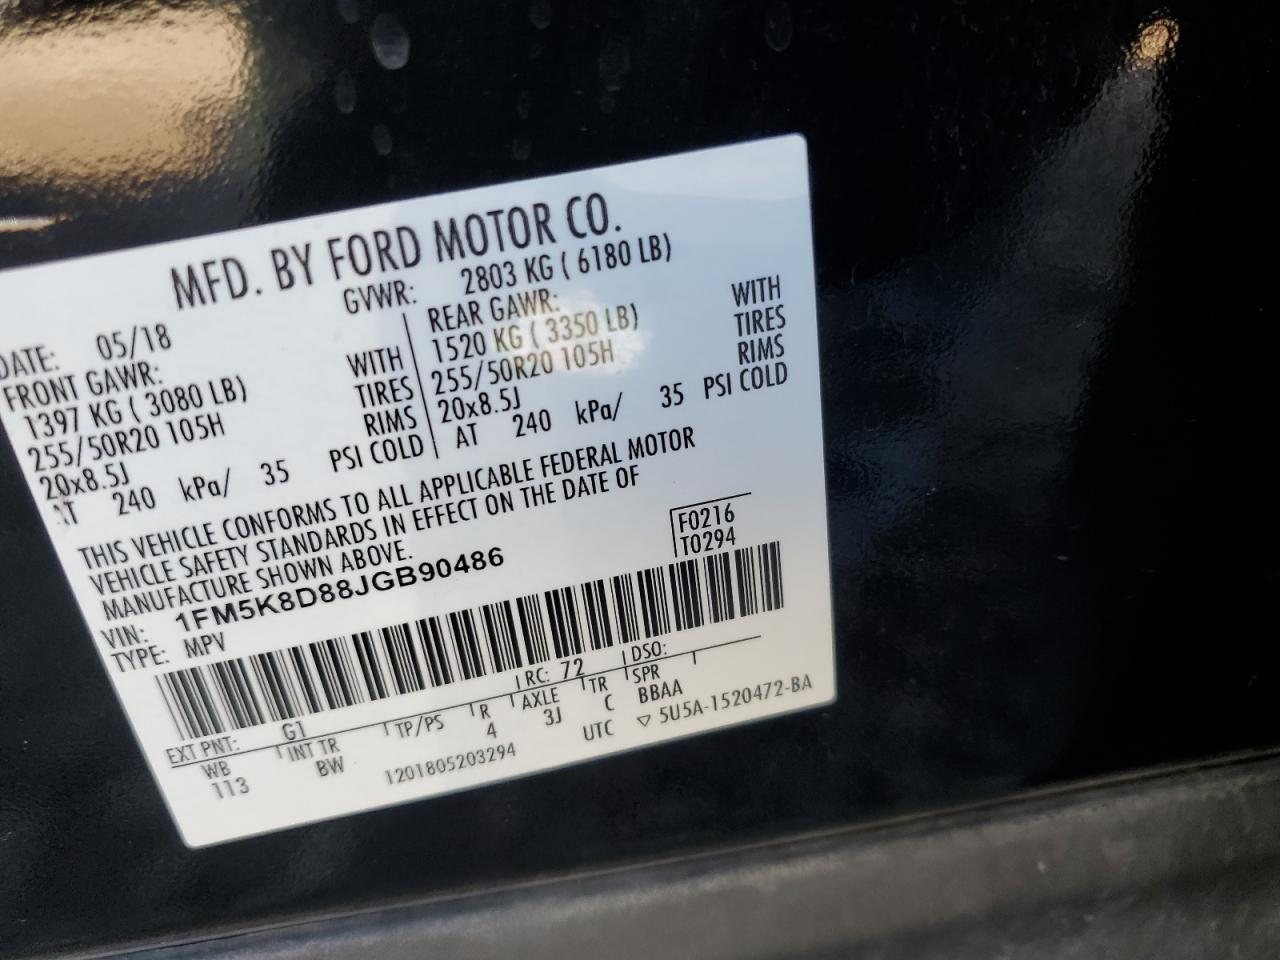 MFD. BY FORD MOTOR CO.
DATE: 05/18 GVWR: 2803 KG ( 6180 LB)
FRONT GAWR: REAR GAWR:
1397 KG ( 3080 LB) WITH 1520 KG ( 3350 LB) WITH
255/50R20 105H TIRES 255/50R20 105H TIRES
20x8.5J RIMS 20x8.5J RIMS
AT 240 kPa/ 35 PSI COLD AT 240 kPa/ 35 PSI COLD
THIS VEHICLE CONFORMS TO ALL APPLICABLE FEDERAL MOTOR
VEHICLE SAFETY STANDARDS IN EFFECT ON THE DATE OF
MANUFACTURE SHOWN ABOVE.
VIN: 1FM5K8D88JGB90486
TYPE: MPV
F0216
T0294
EXT PNT: G1 RC: 72 DSO:
WB INT TR TP/PS R AXLE TR SPR
113 BW 4 3J C BBAA
1201805203294 UTC ▽ 5U5A-1520472-BA